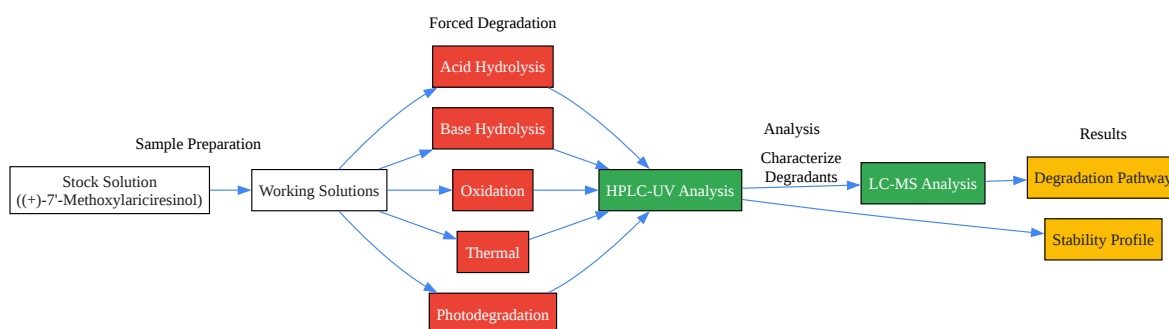 Forced Degradation
Acid Hydrolysis
Sample Preparation
Base Hydrolysis
Analysis
Results
Stock Solution
((+)-7'-Methoxylariciresinol)
Working Solutions
Oxidation
HPLC-UV Analysis
Characterize
Degradants
LC-MS Analysis
Degradation Pathway
Thermal
Stability Profile
Photodegradation